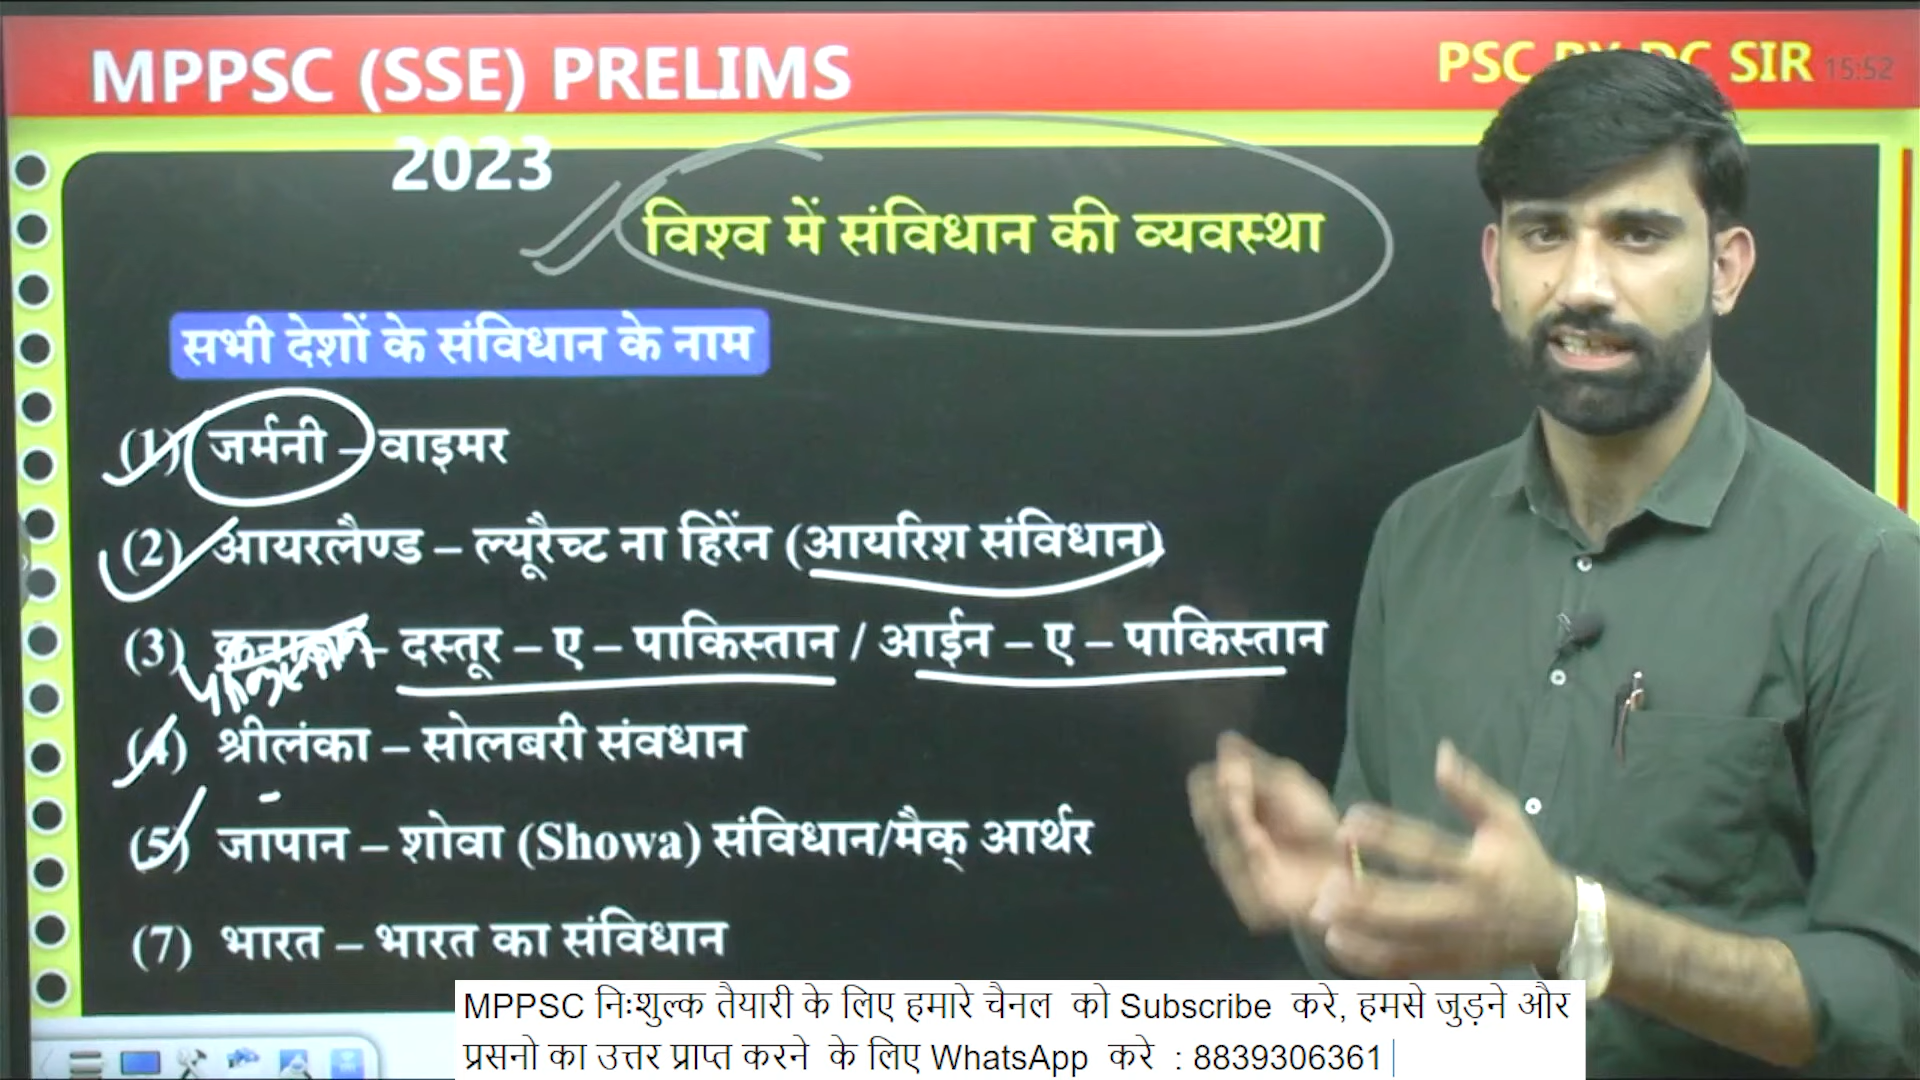 MPPSC (SSE) PRELIMS
2023
PSC BY DC SIR
15:52
विश्व में संविधान की व्यवस्था
सभी देशों के संविधान के नाम
(1) जर्मनी – वाइमर
(2) आयरलैण्ड – ल्यूरैच्ट ना हिरेंन (आयरिश संविधान)
(3) पाकिस्तान – दस्तूर – ए – पाकिस्तान / आईन – ए – पाकिस्तान
(4) श्रीलंका – सोलबरी संवधान
(5) जापान – शोवा (Showa) संविधान/मैक् आर्थर
(7) भारत – भारत का संविधान
MPPSC निःशुल्क तैयारी के लिए हमारे चैनल को Subscribe करे, हमसे जुड़ने और
प्रसनो का उत्तर प्राप्त करने के लिए WhatsApp करे : 8839306361